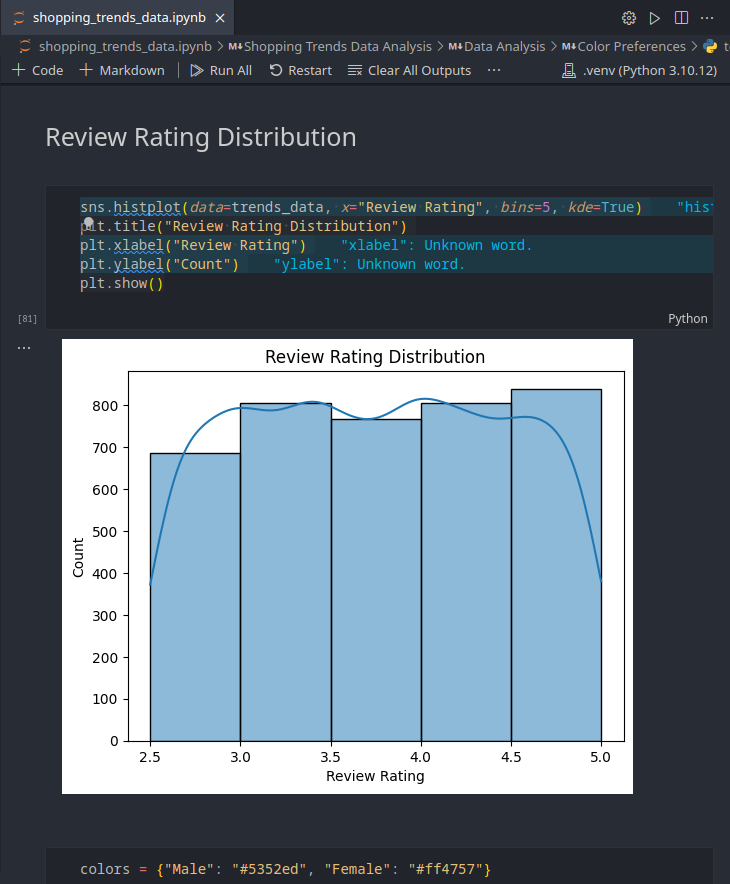 shopping_trends_data.ipynb ×
shopping_trends_data.ipynb > M↓Shopping Trends Data Analysis > M↓Data Analysis > M↓Color Preferences >
+ Code + Markdown | Run All Restart Clear All Outputs ··· .venv (Python 3.10.12)
Review Rating Distribution
sns.histplot(data=trends_data, x="Review Rating", bins=5, kde=True) "hist
plt.title("Review Rating Distribution")
plt.xlabel("Review Rating") "xlabel": Unknown word.
plt.ylabel("Count") "ylabel": Unknown word.
plt.show()
[81]
Python
···
Review Rating Distribution
800
700
600
500
400
300
200
100
0
Count
2.5 3.0 3.5 4.0 4.5 5.0
Review Rating
colors = {"Male": "#5352ed", "Female": "#ff4757"}